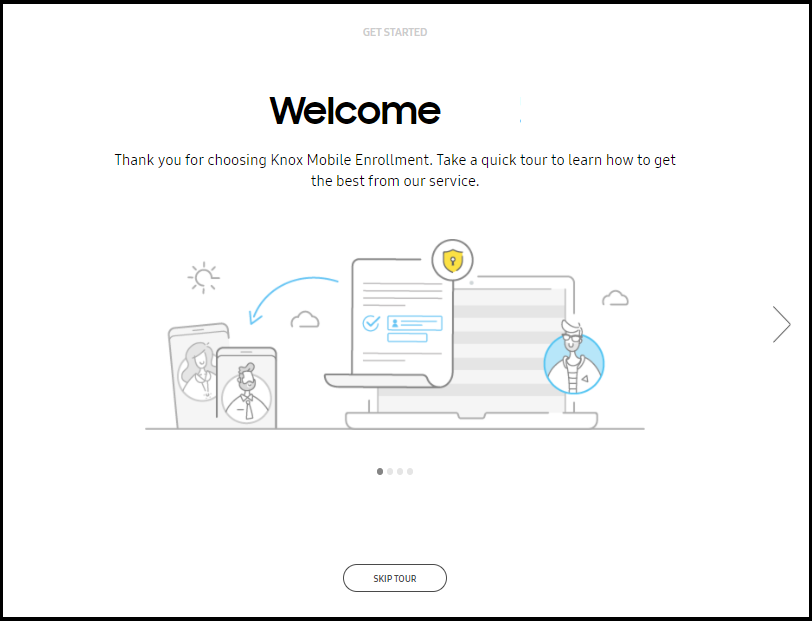 GET STARTED
Welcome
Thank you for choosing Knox Mobile Enrollment. Take a quick tour to learn how to get
the best from our service.
SKIP TOUR